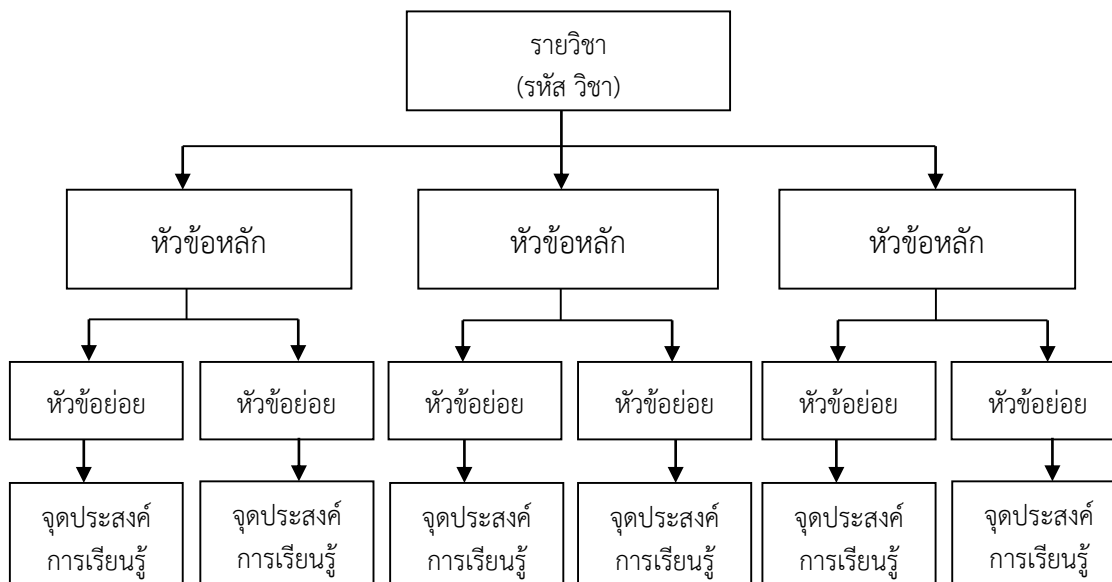 รายวิชา
(รหัส วิชา)
หัวข้อหลัก
หัวข้อหลัก
หัวข้อหลัก
หัวข้อย่อย
หัวข้อย่อย
หัวข้อย่อย
หัวข้อย่อย
หัวข้อย่อย
หัวข้อย่อย
จุดประสงค์
การเรียนรู้
จุดประสงค์
การเรียนรู้
จุดประสงค์
การเรียนรู้
จุดประสงค์
การเรียนรู้
จุดประสงค์
การเรียนรู้
จุดประสงค์
การเรียนรู้